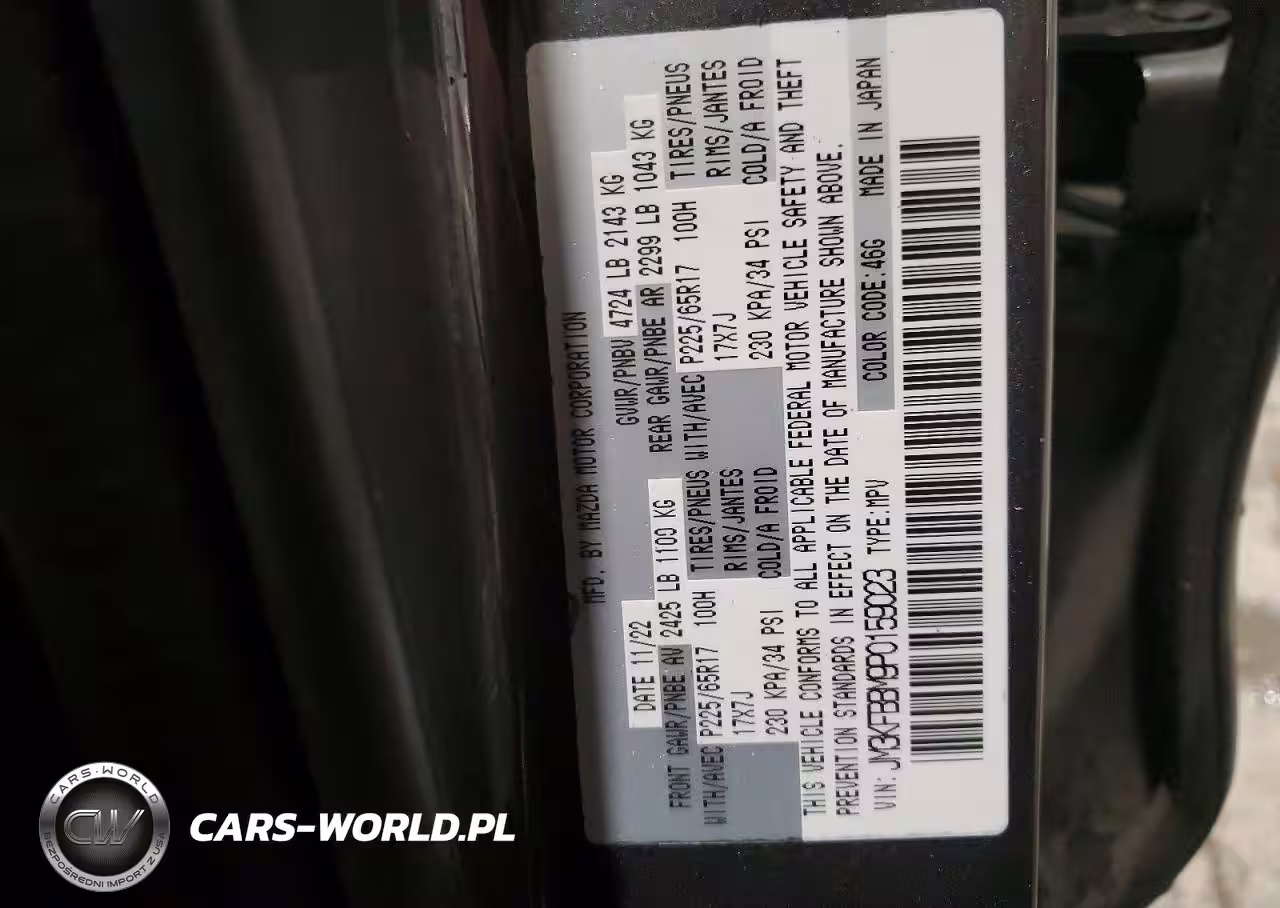 MFD. BY MAZDA MOTOR CORPORATION
DATE 11/22 GVWR/PNBV 4724 LB 2143 KG
FRONT GAWR/PNBE AV 2425 LB 1100 KG REAR GAWR/PNBE AR 2299 LB 1043 KG
WITH/AVEC P225/65R17 100H TIRES/PNEUS WITH/AVEC P225/65R17 100H TIRES/PNEUS
17X7J RIMS/JANTES 17X7J RIMS/JANTES
230 KPA/34 PSI COLD/A FROID 230 KPA/34 PSI COLD/A FROID
THIS VEHICLE CONFORMS TO ALL APPLICABLE FEDERAL MOTOR VEHICLE SAFETY AND THEFT
PREVENTION STANDARDS IN EFFECT ON THE DATE OF MANUFACTURE SHOWN ABOVE.
VIN: JM3KFBBM9P0159023 TYPE:MPV COLOR CODE:46G MADE IN JAPAN
CARS-WORLD
CW
BEZPOŚREDNI IMPORT Z USA
CARS-WORLD.PL